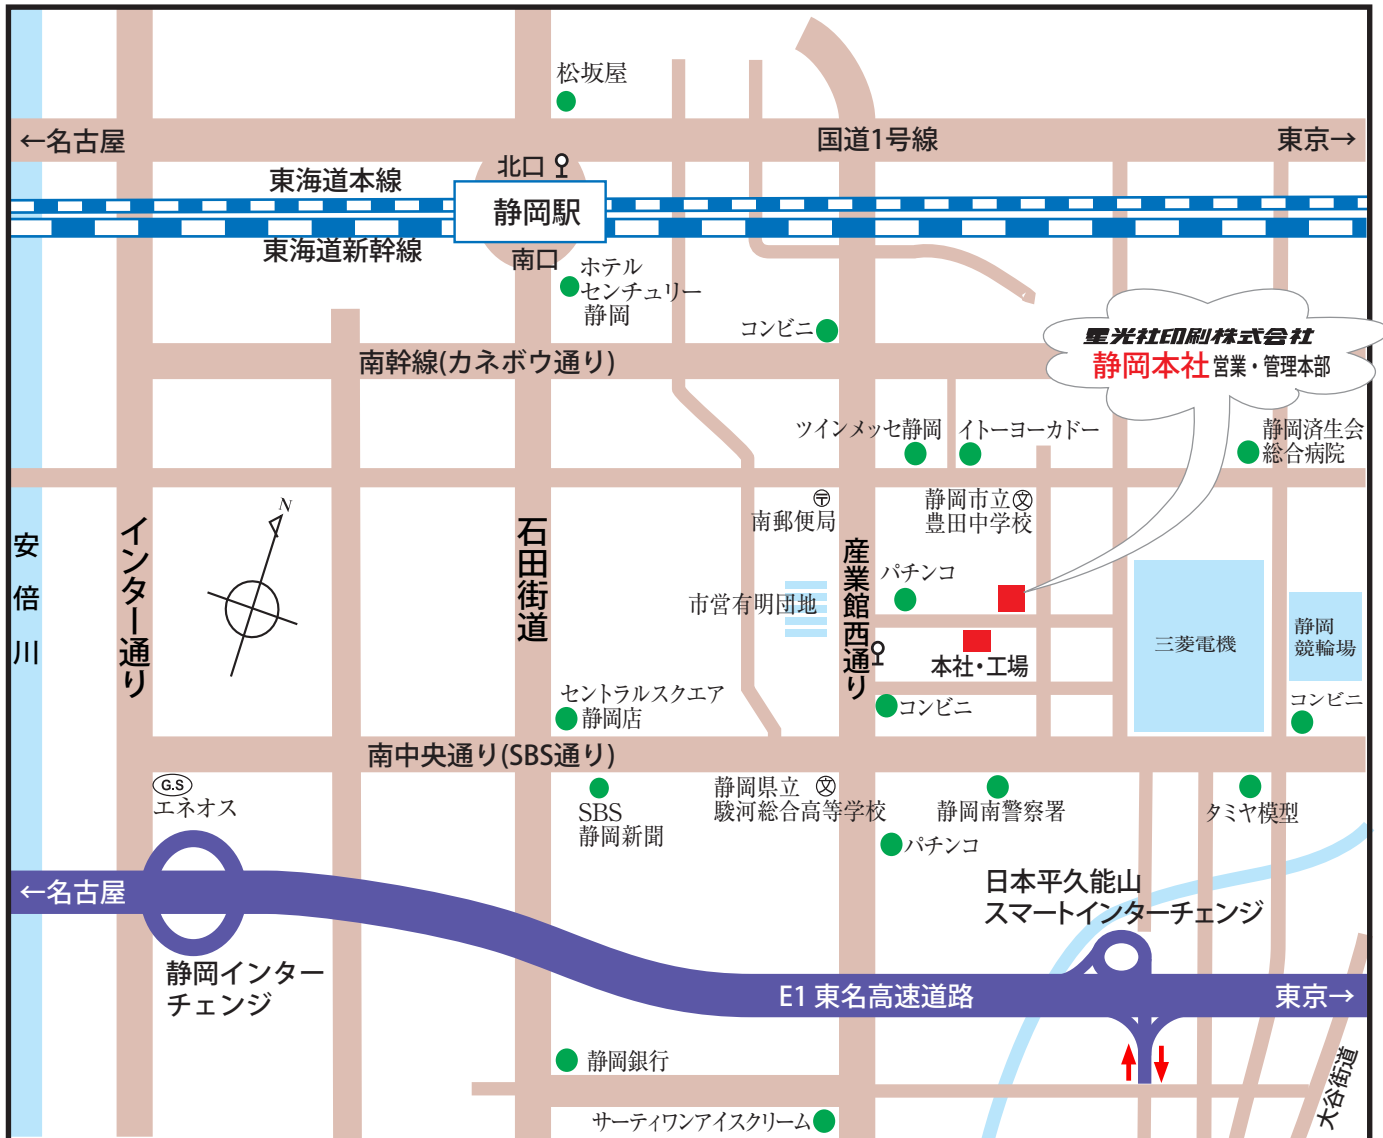 松坂屋
←名古屋
国道1号線
東京→
北口
東海道本線
静岡駅
東海道新幹線
南口
ホテル
センチュリー
静岡
コンビニ
星光社印刷株式会社
静岡本社 営業・管理本部
南幹線(カネボウ通り)
ツインメッセ静岡
イトーヨーカドー
静岡済生会
総合病院
N
〒
南郵便局
静岡市立 文
豊田中学校
安倍川
インター通り
石田街道
産業館西通り
パチンコ
市営有明団地
本社・工場
三菱電機
静岡
競輪場
セントラルスクエア
静岡店
コンビニ
コンビニ
南中央通り(SBS通り)
G.S
エネオス
SBS
静岡新聞
静岡県立 文
駿河総合高等学校
静岡南警察署
タミヤ模型
パチンコ
日本平久能山
スマートインターチェンジ
←名古屋
静岡インター
チェンジ
E1 東名高速道路
東京→
静岡銀行
大谷街道
サーティワンアイスクリーム